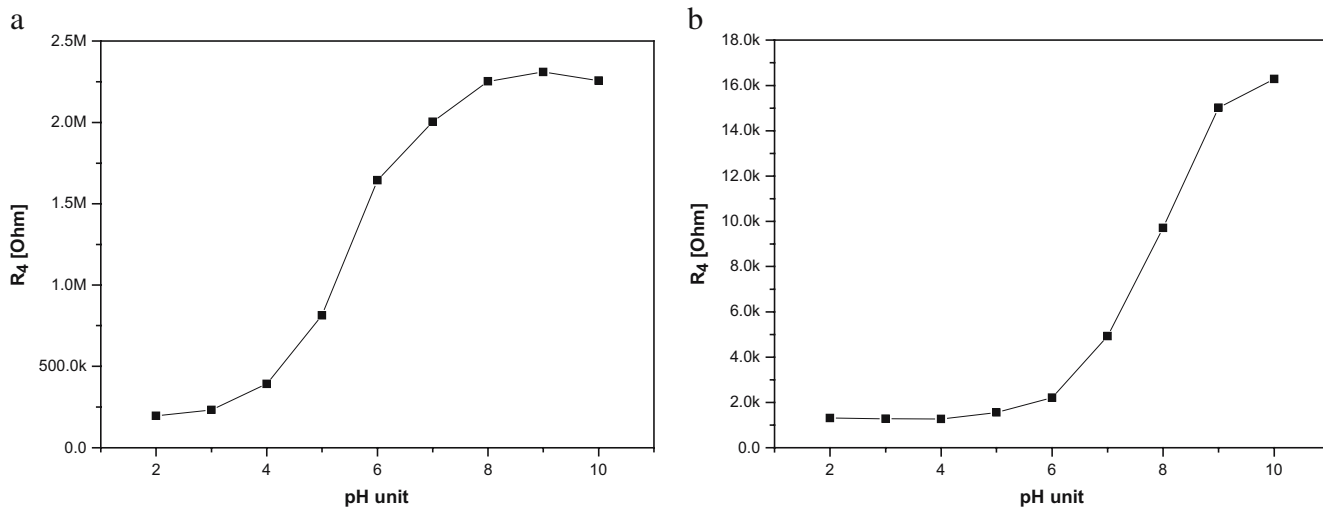 a
2.5M
2.0M
1.5M
1.0M
500.0k
0.0
R4 [Ohm]
2 4 6 8 10
pH unit
b
18.0k
16.0k
14.0k
12.0k
10.0k
8.0k
6.0k
4.0k
2.0k
0.0
R4 [Ohm]
2 4 6 8 10
pH unit